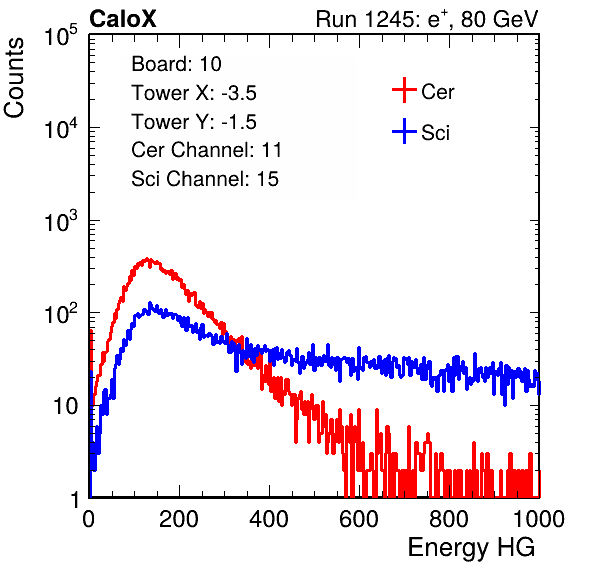 CaloX Run 1245: e⁺, 80 GeV
Counts
10⁵
10⁴
10³
10²
10
1
Board: 10
Tower X: -3.5
Tower Y: -1.5
Cer Channel: 11
Sci Channel: 15
Cer
Sci
0 200 400 600 800 1000
Energy HG